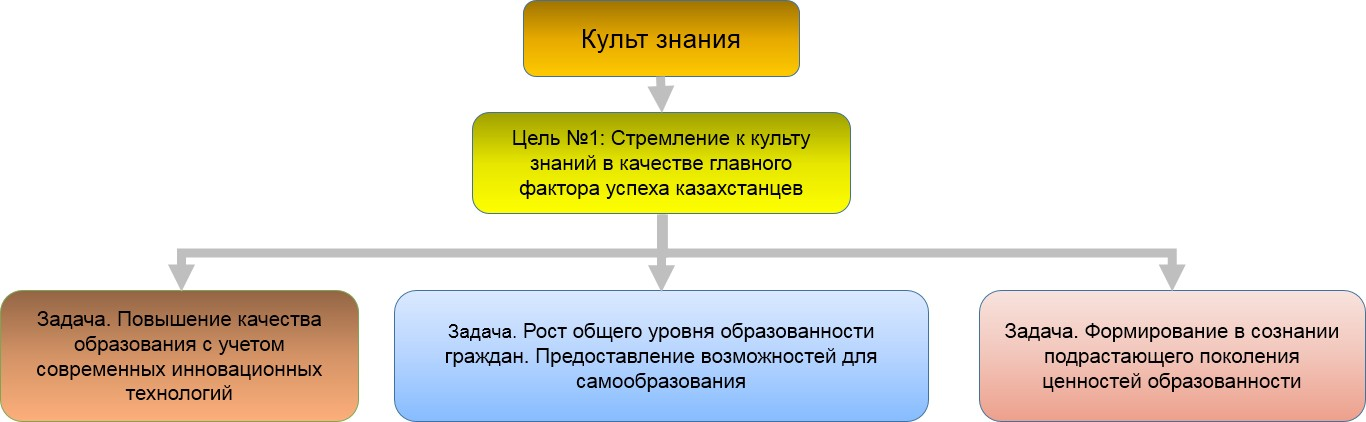 Культ знания
Цель №1: Стремление к культу
знаний в качестве главного
фактора успеха казахстанцев
Задача. Повышение качества
образования с учетом
современных инновационных
технологий
Задача. Рост общего уровня образованности
граждан. Предоставление возможностей для
самообразования
Задача. Формирование в сознании
подрастающего поколения
ценностей образованности